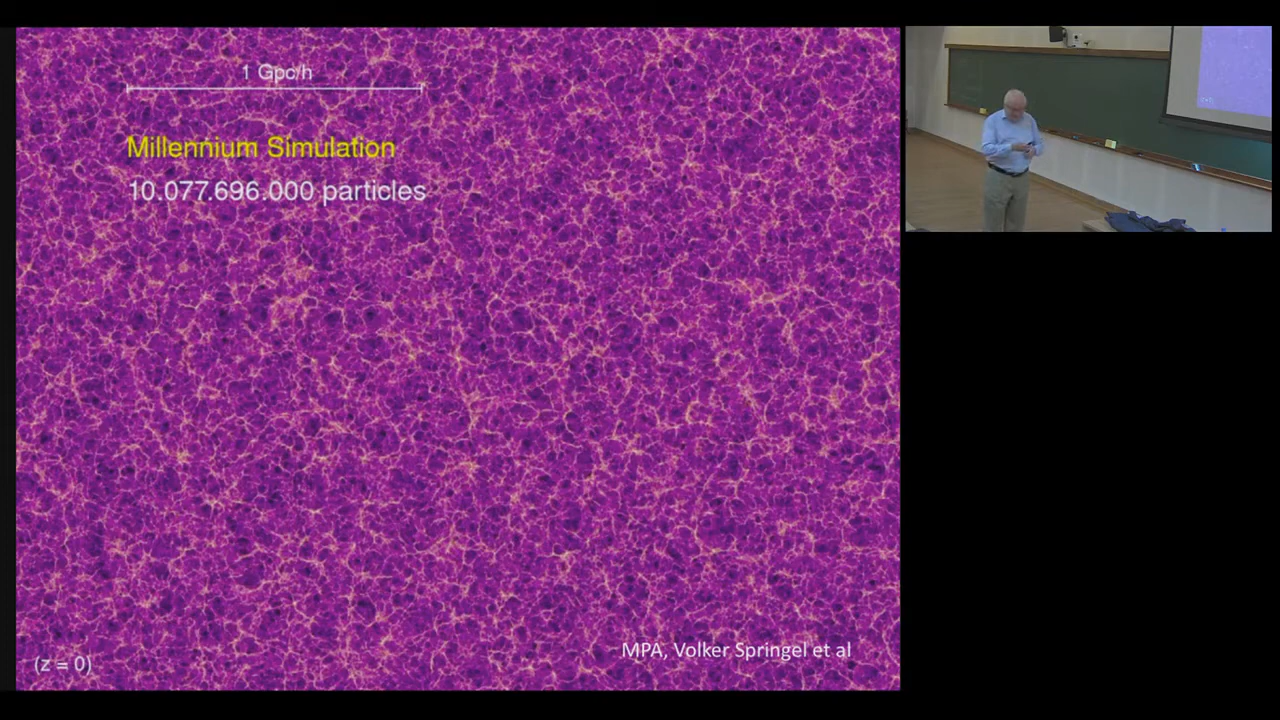 1 Gpc/h
Millennium Simulation
10.077.696.000 particles
MPA, Volker Springel et al
(z = 0)